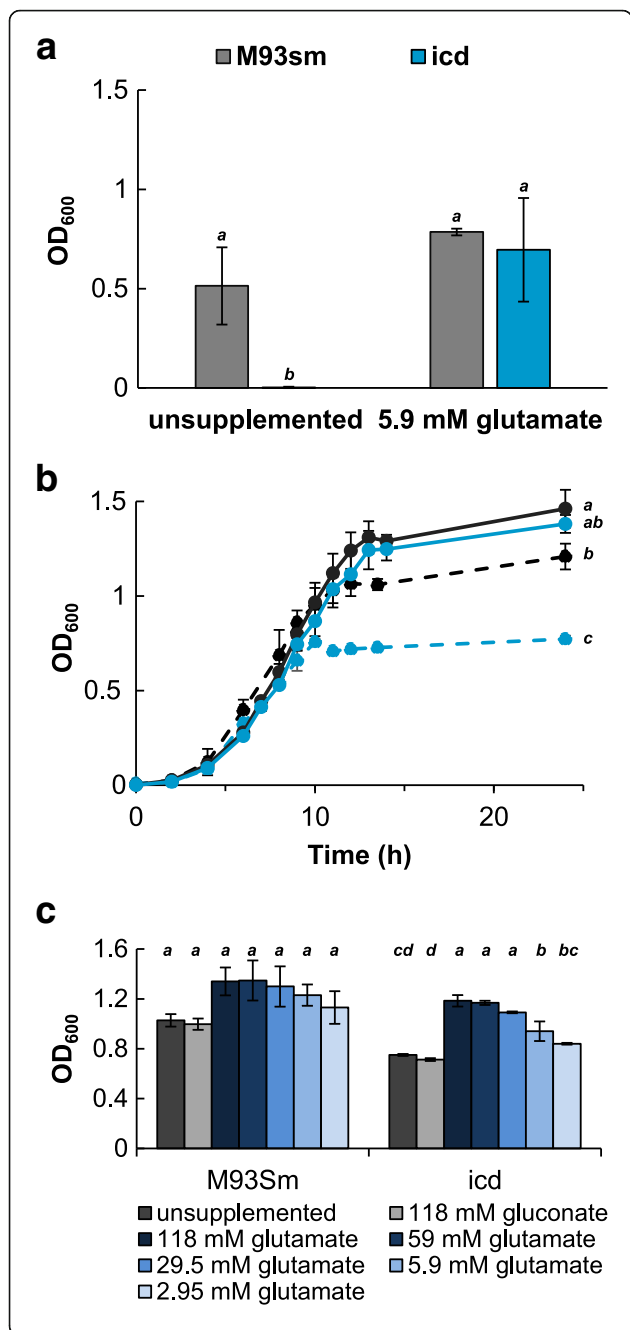 a
M93sm icd
1.5
1
0.5
0
OD600
a
b
a
a
unsupplemented 5.9 mM glutamate
b
1.5
1
0.5
0
OD600
a
ab
b
c
0 10 20
Time (h)
c
1.6
1.2
0.8
0.4
0
OD600
a a a a a a a cd d a a a b bc
M93Sm icd
unsupplemented 118 mM gluconate
118 mM glutamate 59 mM glutamate
29.5 mM glutamate 5.9 mM glutamate
2.95 mM glutamate